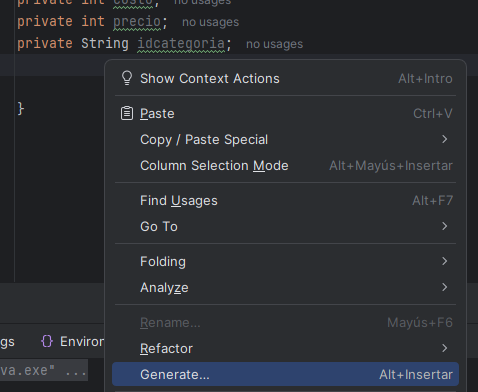 private int costo; no usages
private int precio; no usages
private String idcategoria; no usages
}
Show Context Actions Alt+Intro
Paste Ctrl+V
Copy / Paste Special
Column Selection Mode Alt+Mayús+Insertar
Find Usages Alt+F7
Go To
Folding
Analyze
Rename... Mayús+F6
Refactor
Generate... Alt+Insertar
gs {} Environ
va.exe" ...